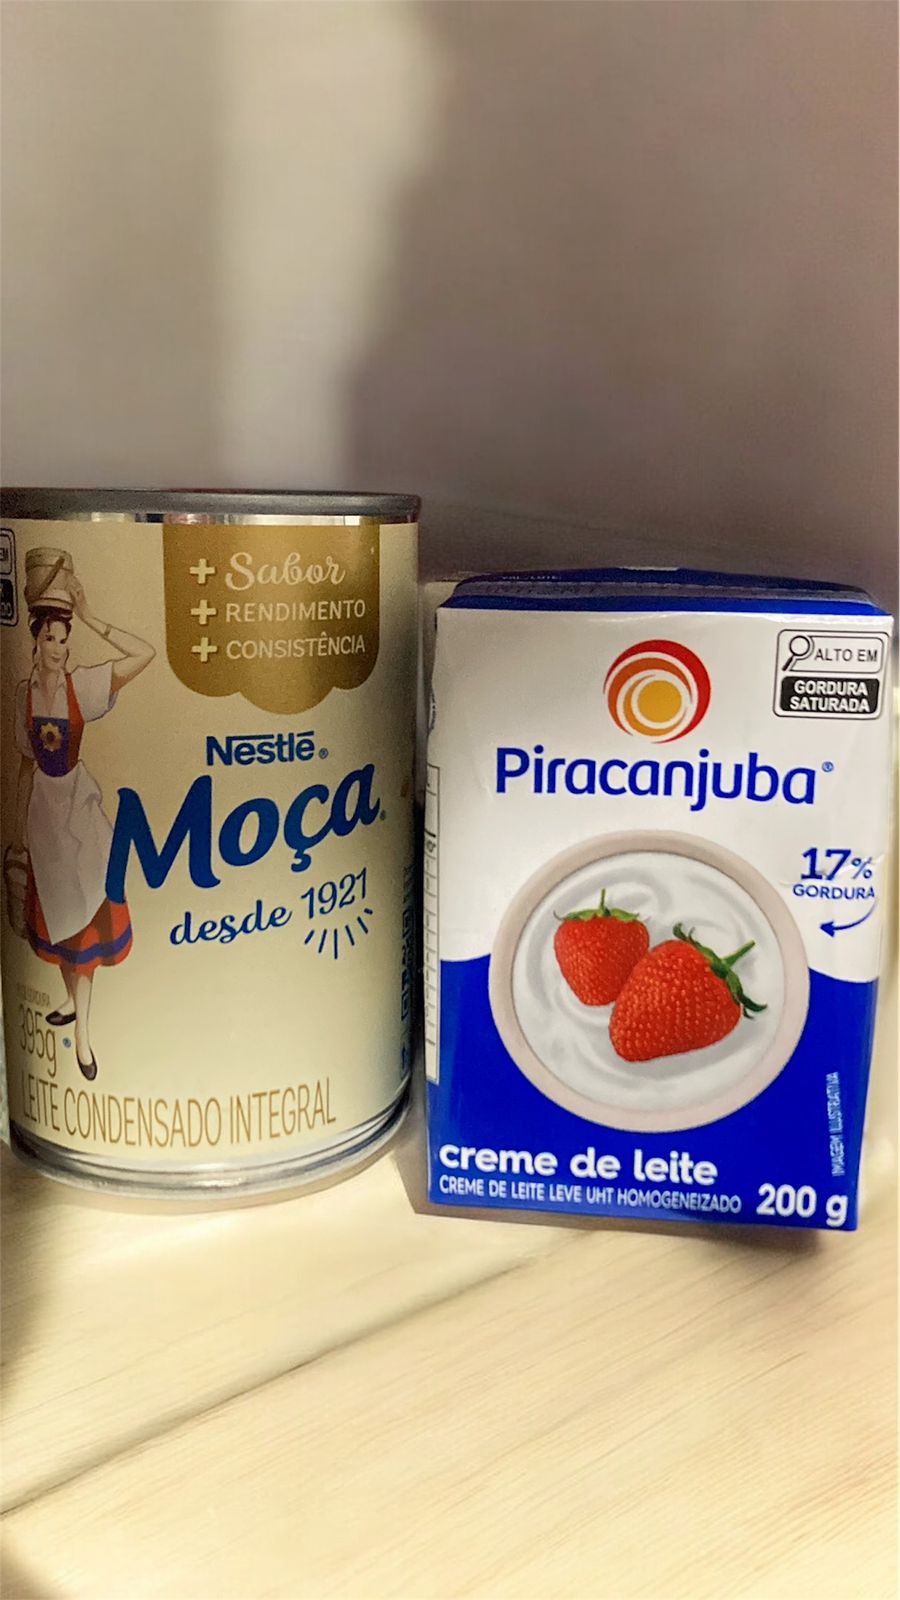 + Sabor
+ RENDIMENTO
+ CONSISTÊNCIA
Nestlé®
Moça®
desde 1921
395g
LEITE CONDENSADO INTEGRAL
ALTO EM
GORDURA
SATURADA
Piracanjuba®
17%
GORDURA
IMAGEM ILUSTRATIVA
creme de leite
CREME DE LEITE LEVE UHT HOMOGENEIZADO
200 g